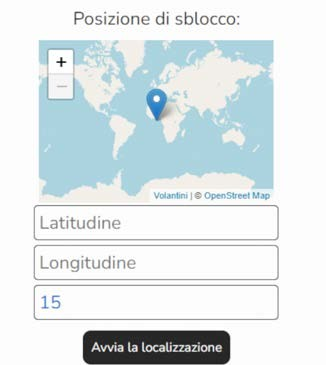 Posizione di sblocco:
+
−
Volantini | © OpenStreet Map
Latitudine
Longitudine
15
Avvia la localizzazione